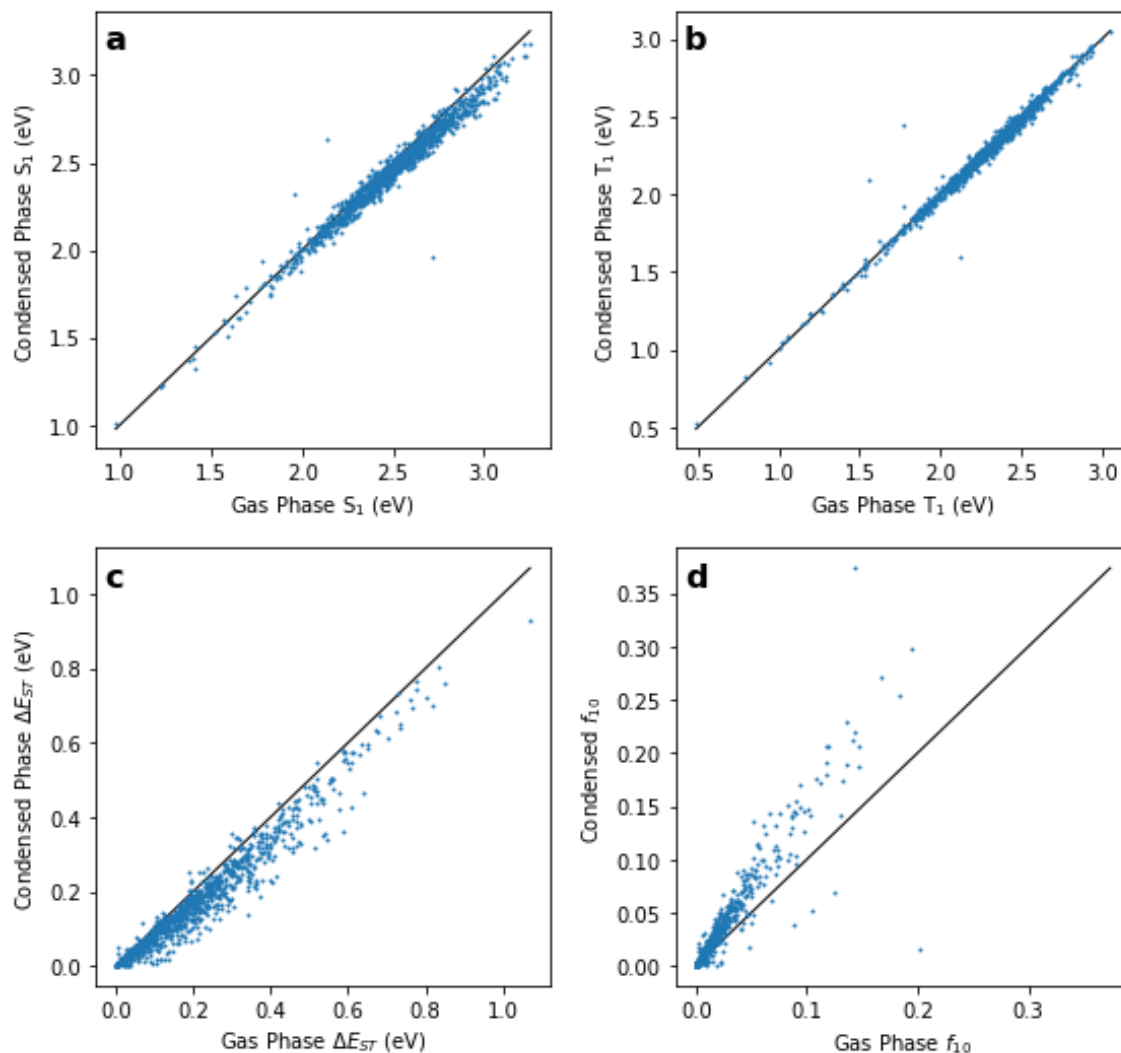 a
Condensed Phase S₁ (eV)
3.0
2.5
2.0
1.5
1.0
1.0 1.5 2.0 2.5 3.0
Gas Phase S₁ (eV)
b
Condensed Phase T₁ (eV)
3.0
2.5
2.0
1.5
1.0
0.5
0.5 1.0 1.5 2.0 2.5 3.0
Gas Phase T₁ (eV)
c
Condensed Phase ΔE_ST (eV)
1.0
0.8
0.6
0.4
0.2
0.0
0.0 0.2 0.4 0.6 0.8 1.0
Gas Phase ΔE_ST (eV)
d
Condensed f₁₀
0.35
0.30
0.25
0.20
0.15
0.10
0.05
0.00
0.0 0.1 0.2 0.3
Gas Phase f₁₀